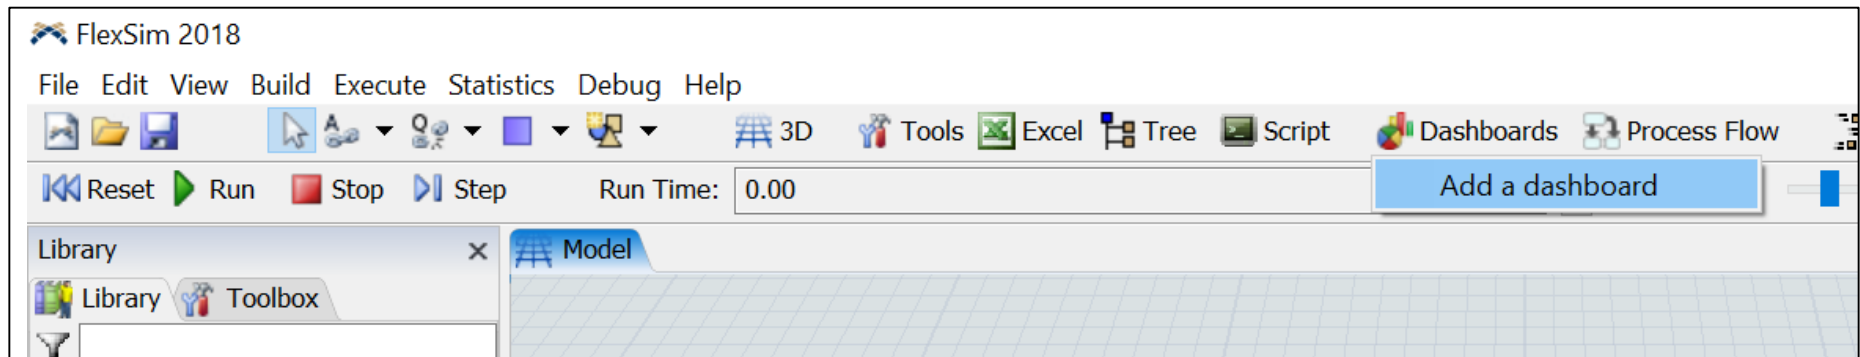 FlexSim 2018
File Edit View Build Execute Statistics Debug Help
A Q 3D Tools Excel Tree Script Dashboards Process Flow
Reset Run Stop Step Run Time: 0.00 Add a dashboard
Library Model
Library Toolbox